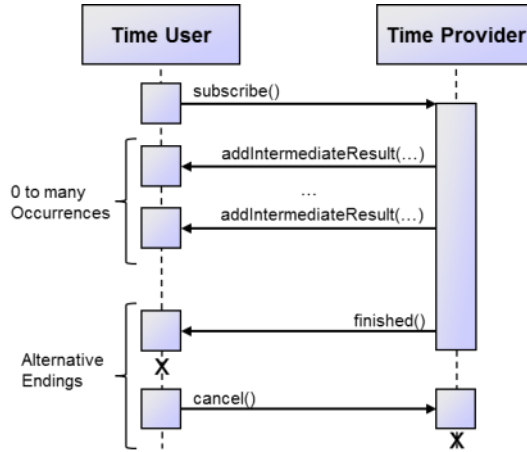 Time User
Time Provider
subscribe()
addIntermediateResult(...)
...
0 to many
Occurrences
addIntermediateResult(...)
finished()
Alternative
Endings
X
cancel()
X